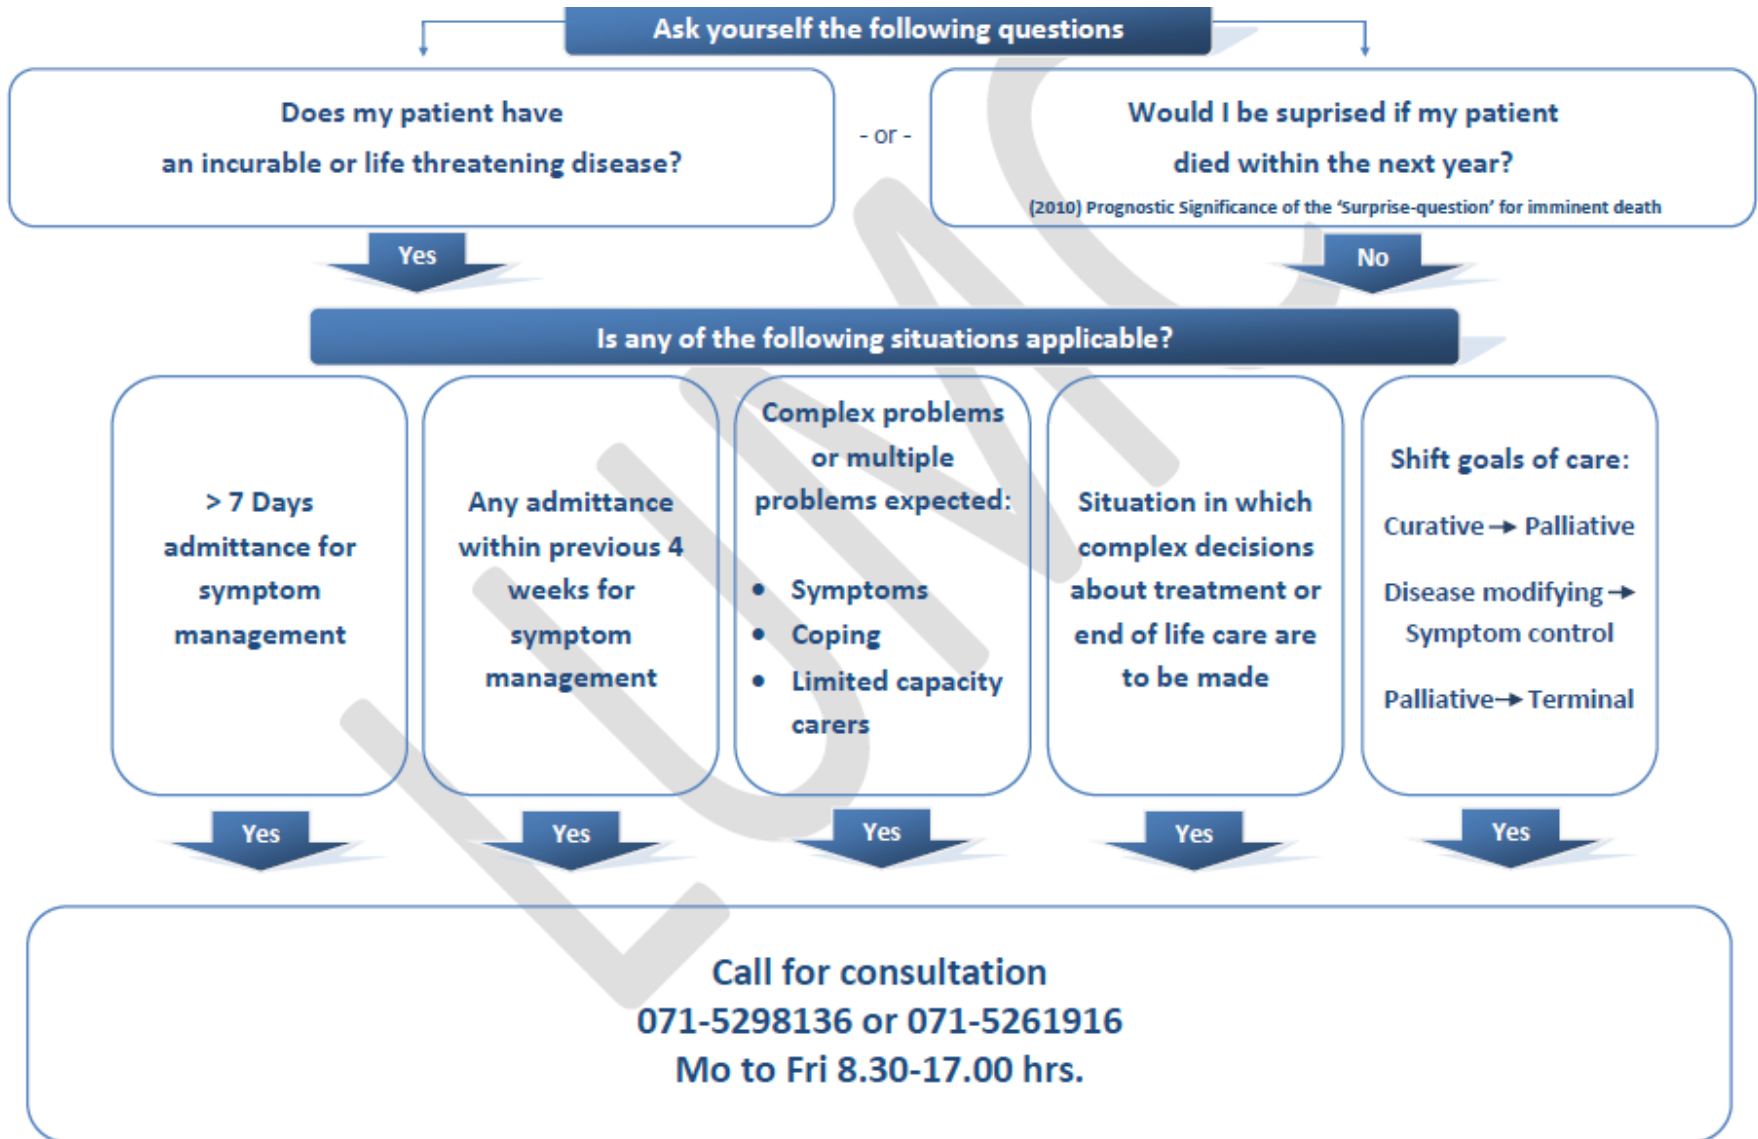 Ask yourself the following questions
Does my patient have
an incurable or life threatening disease?
- or -
Would I be suprised if my patient
died within the next year?
(2010) Prognostic Significance of the ‘Surprise-question’ for imminent death
Yes
No
Is any of the following situations applicable?
> 7 Days
admittance for
symptom
management
Any admittance
within previous 4
weeks for
symptom
management
Complex problems
or multiple
problems expected:
• Symptoms
• Coping
• Limited capacity
carers
Situation in which
complex decisions
about treatment or
end of life care are
to be made
Shift goals of care:
Curative → Palliative
Disease modifying →
Symptom control
Palliative → Terminal
Yes
Yes
Yes
Yes
Yes
Call for consultation
071-5298136 or 071-5261916
Mo to Fri 8.30-17.00 hrs.
LUMC